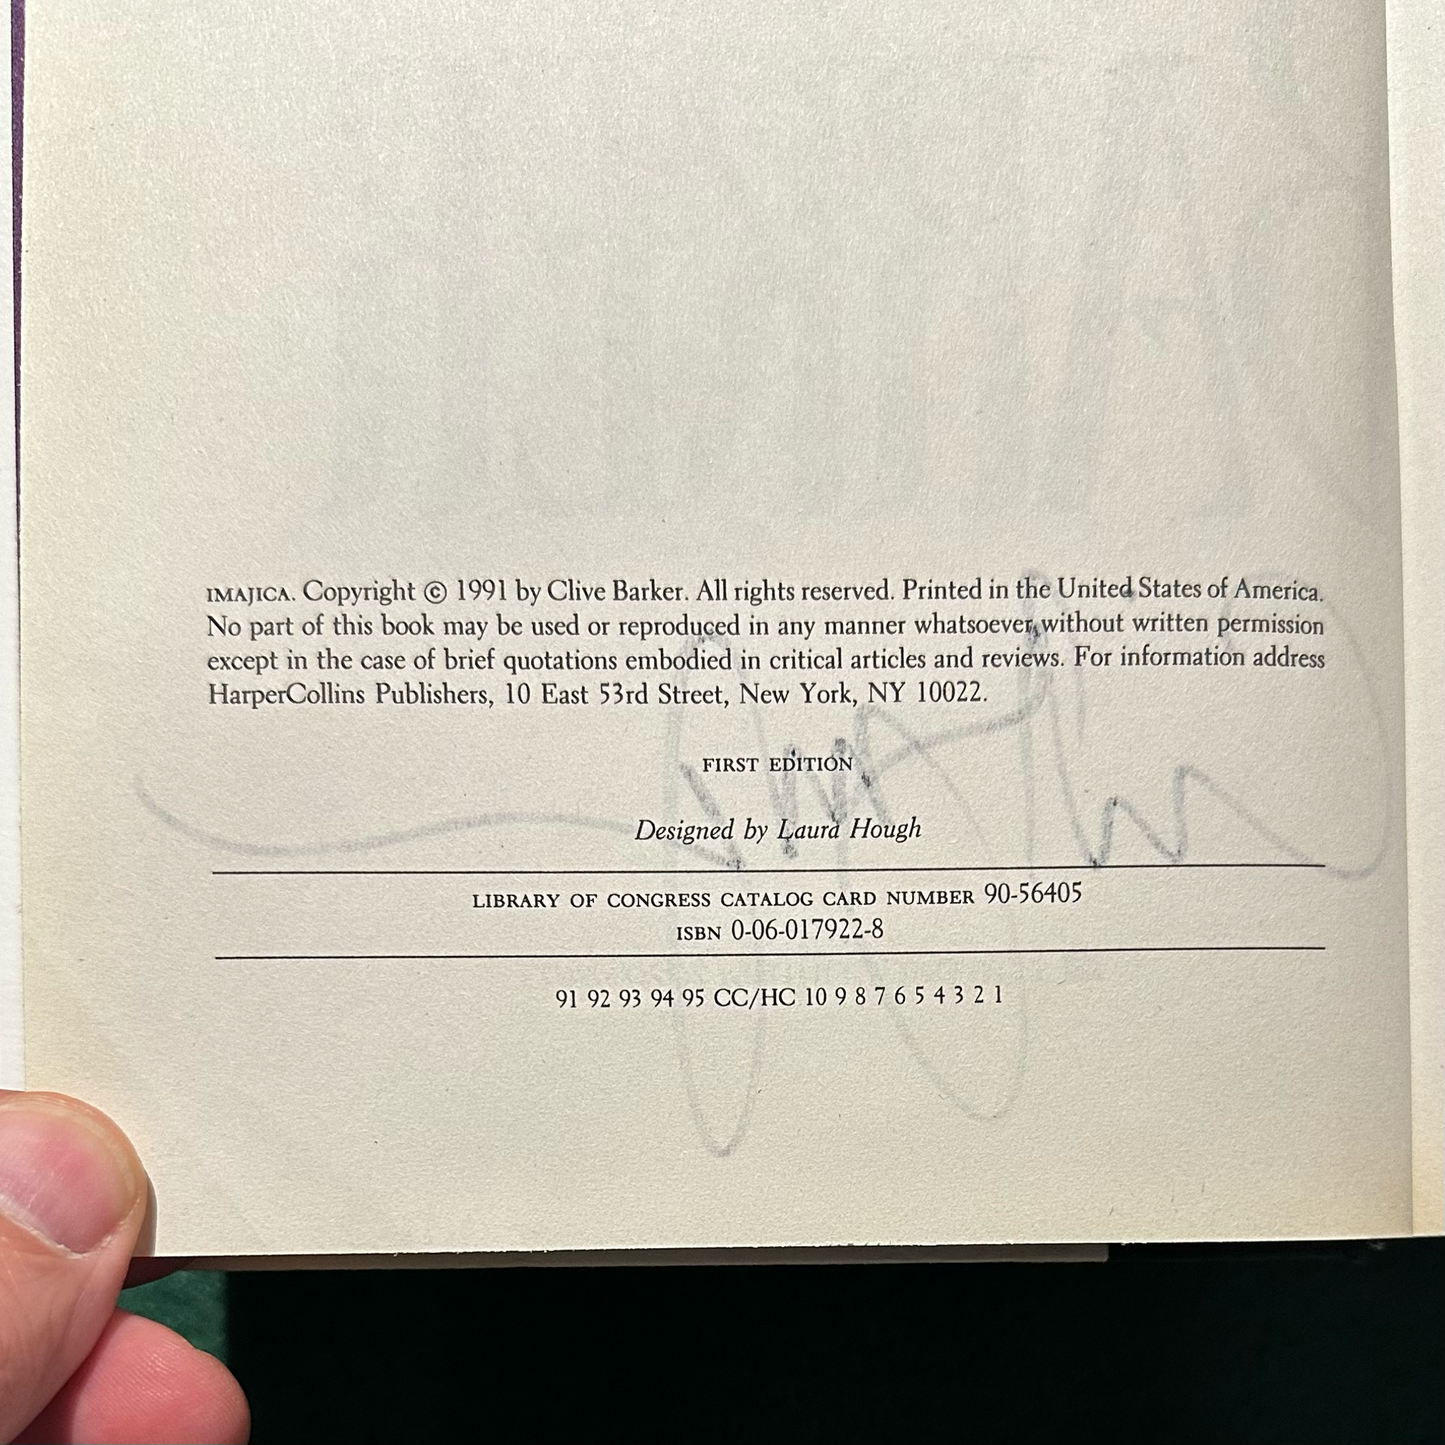 IMAJICA. Copyright © 1991 by Clive Barker. All rights reserved. Printed in the United States of America.
No part of this book may be used or reproduced in any manner whatsoever, without written permission
except in the case of brief quotations embodied in critical articles and reviews. For information address
HarperCollins Publishers, 10 East 53rd Street, New York, NY 10022.
FIRST EDITION
Designed by Laura Hough
LIBRARY OF CONGRESS CATALOG CARD NUMBER 90-56405
ISBN 0-06-017922-8
91 92 93 94 95 CC/HC 10 9 8 7 6 5 4 3 2 1